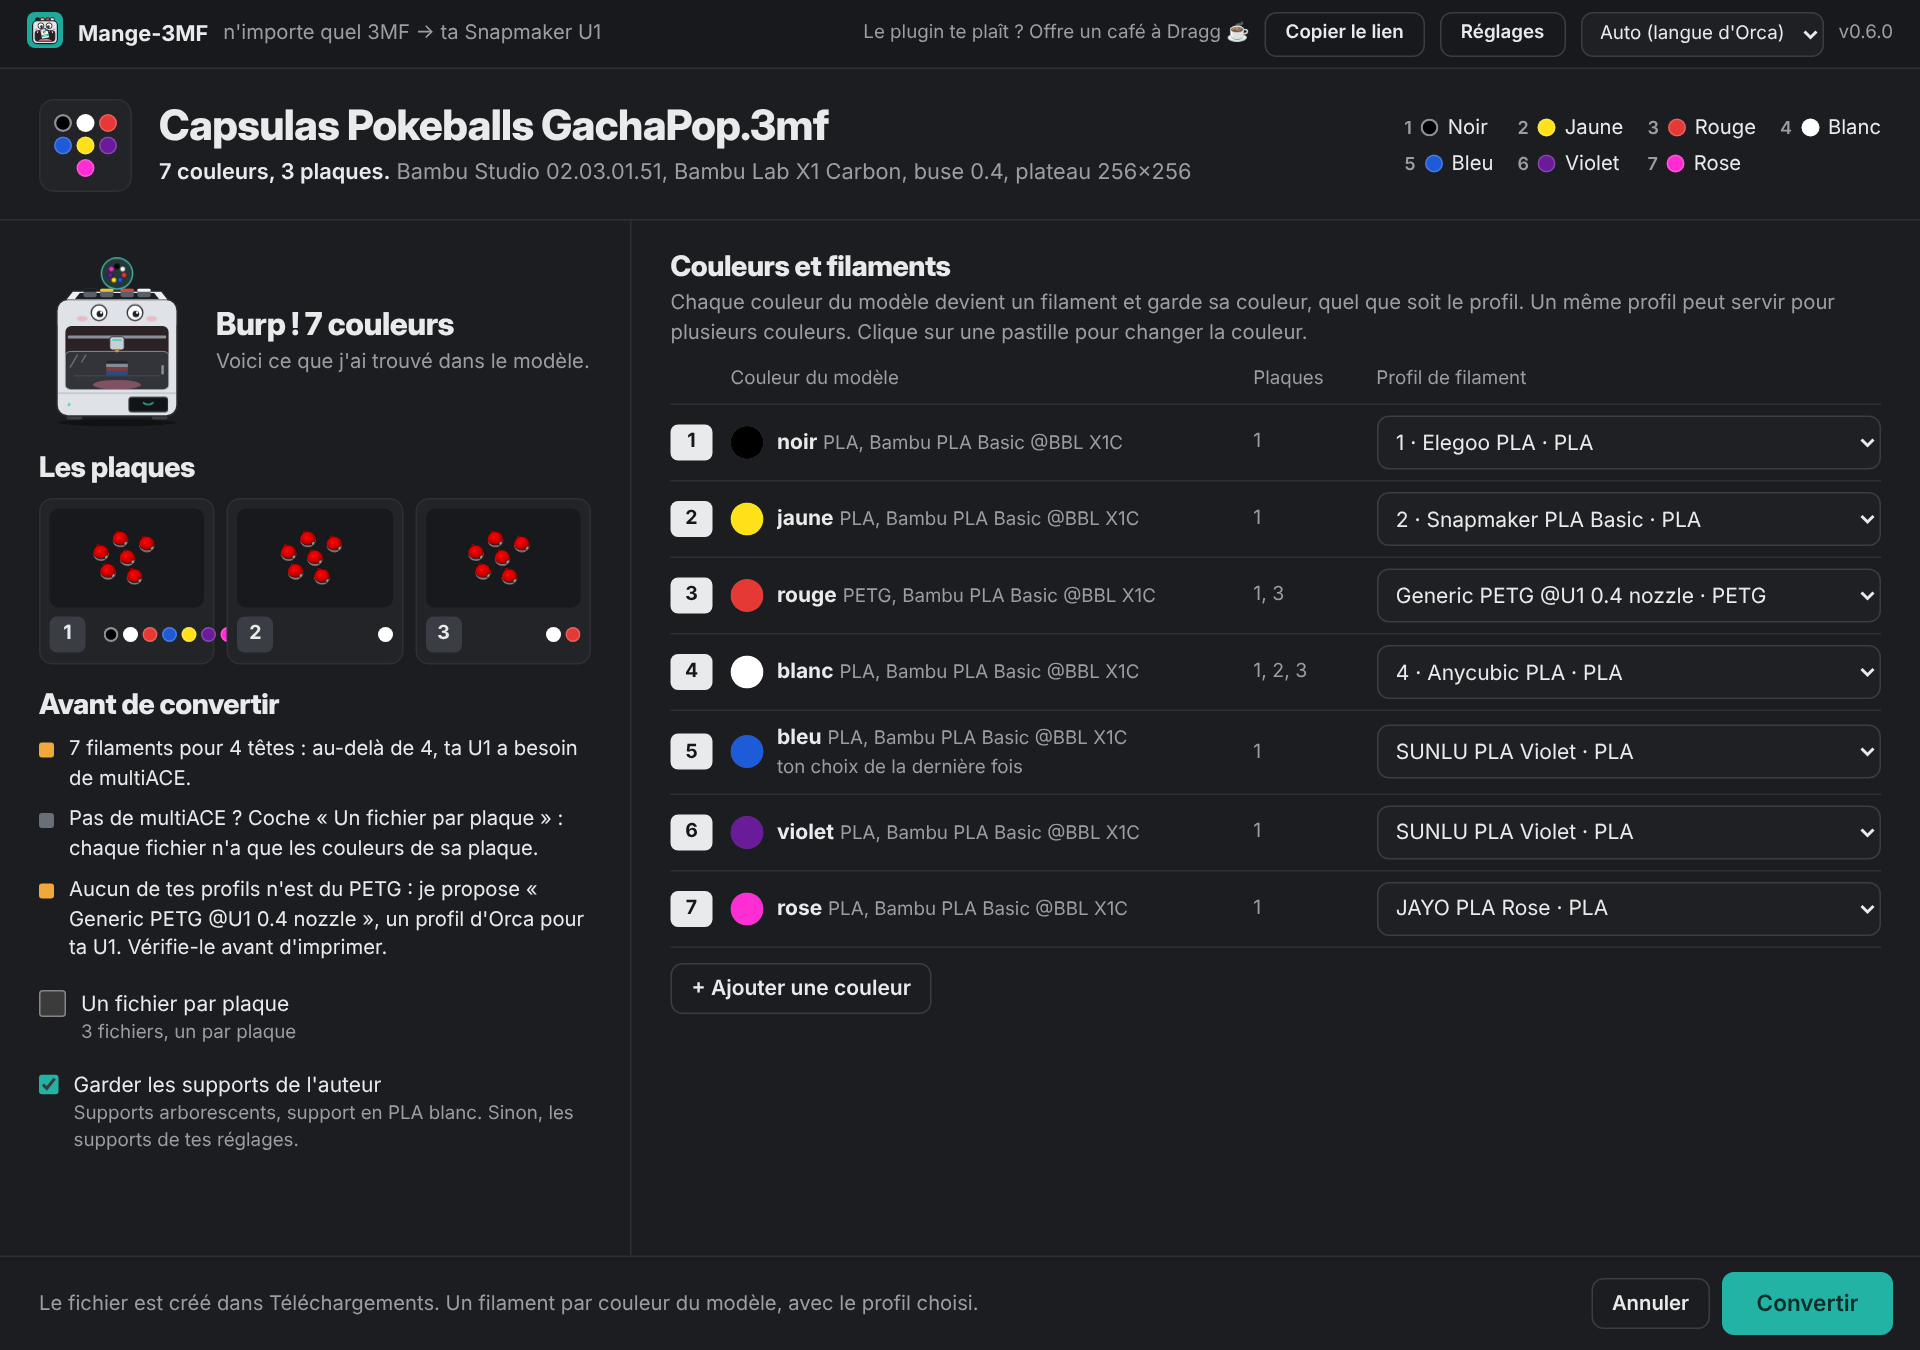 Mange-3MF n'importe quel 3MF → ta Snapmaker U1
Le plugin te plaît ? Offre un café à Dragg ☕
Copier le lien
Réglages
Auto (langue d'Orca)
v0.6.0
Capsulas Pokeballs GachaPop.3mf
7 couleurs, 3 plaques. Bambu Studio 02.03.01.51, Bambu Lab X1 Carbon, buse 0.4, plateau 256×256
1 Noir 2 Jaune 3 Rouge 4 Blanc
5 Bleu 6 Violet 7 Rose
Burp ! 7 couleurs
Voici ce que j'ai trouvé dans le modèle.
Les plaques
1
2
3
Avant de convertir
7 filaments pour 4 têtes : au-delà de 4, ta U1 a besoin
de multiACE.
Pas de multiACE ? Coche « Un fichier par plaque » :
chaque fichier n'a que les couleurs de sa plaque.
Aucun de tes profils n'est du PETG : je propose «
Generic PETG @U1 0.4 nozzle », un profil d'Orca pour
ta U1. Vérifie-le avant d'imprimer.
Un fichier par plaque
3 fichiers, un par plaque
Garder les supports de l'auteur
Supports arborescents, support en PLA blanc. Sinon, les
supports de tes réglages.
Couleurs et filaments
Chaque couleur du modèle devient un filament et garde sa couleur, quel que soit le profil. Un même profil peut servir pour
plusieurs couleurs. Clique sur une pastille pour changer la couleur.
Couleur du modèle Plaques Profil de filament
1 noir PLA, Bambu PLA Basic @BBL X1C 1 1 · Elegoo PLA · PLA
2 jaune PLA, Bambu PLA Basic @BBL X1C 1 2 · Snapmaker PLA Basic · PLA
3 rouge PETG, Bambu PLA Basic @BBL X1C 1, 3 Generic PETG @U1 0.4 nozzle · PETG
4 blanc PLA, Bambu PLA Basic @BBL X1C 1, 2, 3 4 · Anycubic PLA · PLA
5 bleu PLA, Bambu PLA Basic @BBL X1C 1 SUNLU PLA Violet · PLA
ton choix de la dernière fois
6 violet PLA, Bambu PLA Basic @BBL X1C 1 SUNLU PLA Violet · PLA
7 rose PLA, Bambu PLA Basic @BBL X1C 1 JAYO PLA Rose · PLA
+ Ajouter une couleur
Le fichier est créé dans Téléchargements. Un filament par couleur du modèle, avec le profil choisi.
Annuler
Convertir